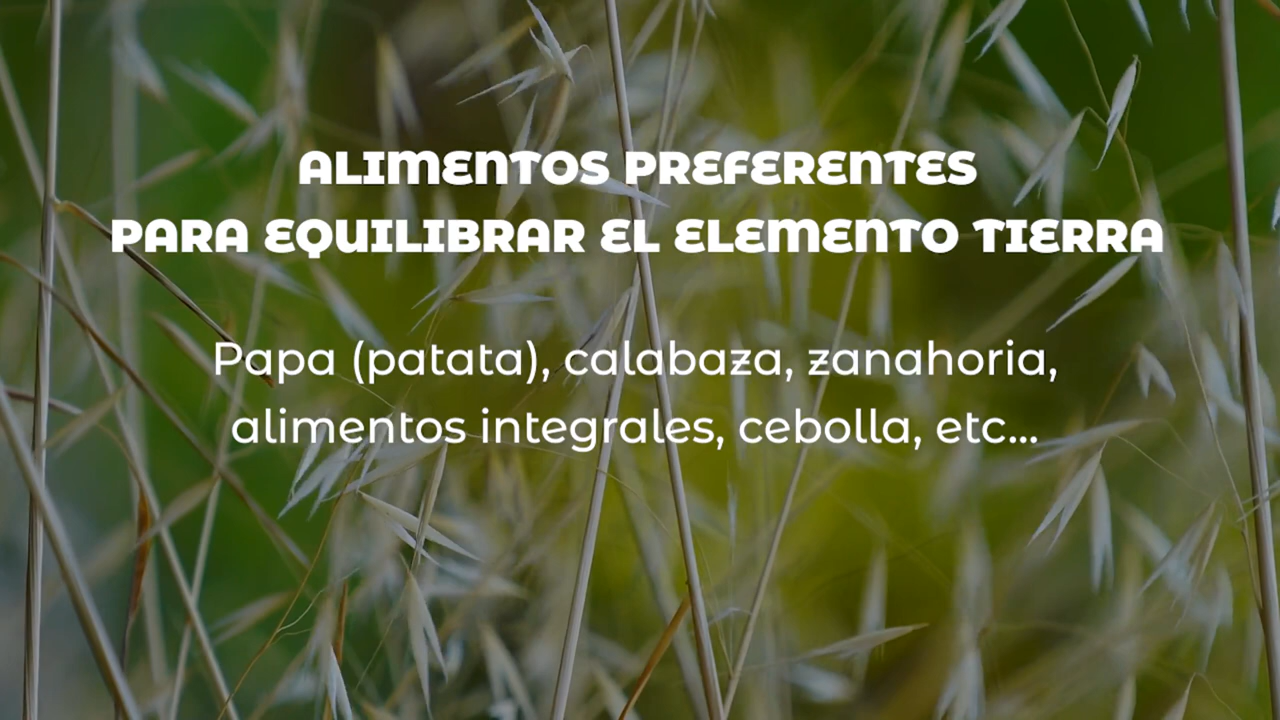 ALIMENTOS PREFERENTES
PARA EQUILIBRAR EL ELEMENTO TIERRA
Papa (patata), calabaza, zanahoria,
alimentos integrales, cebolla, etc...